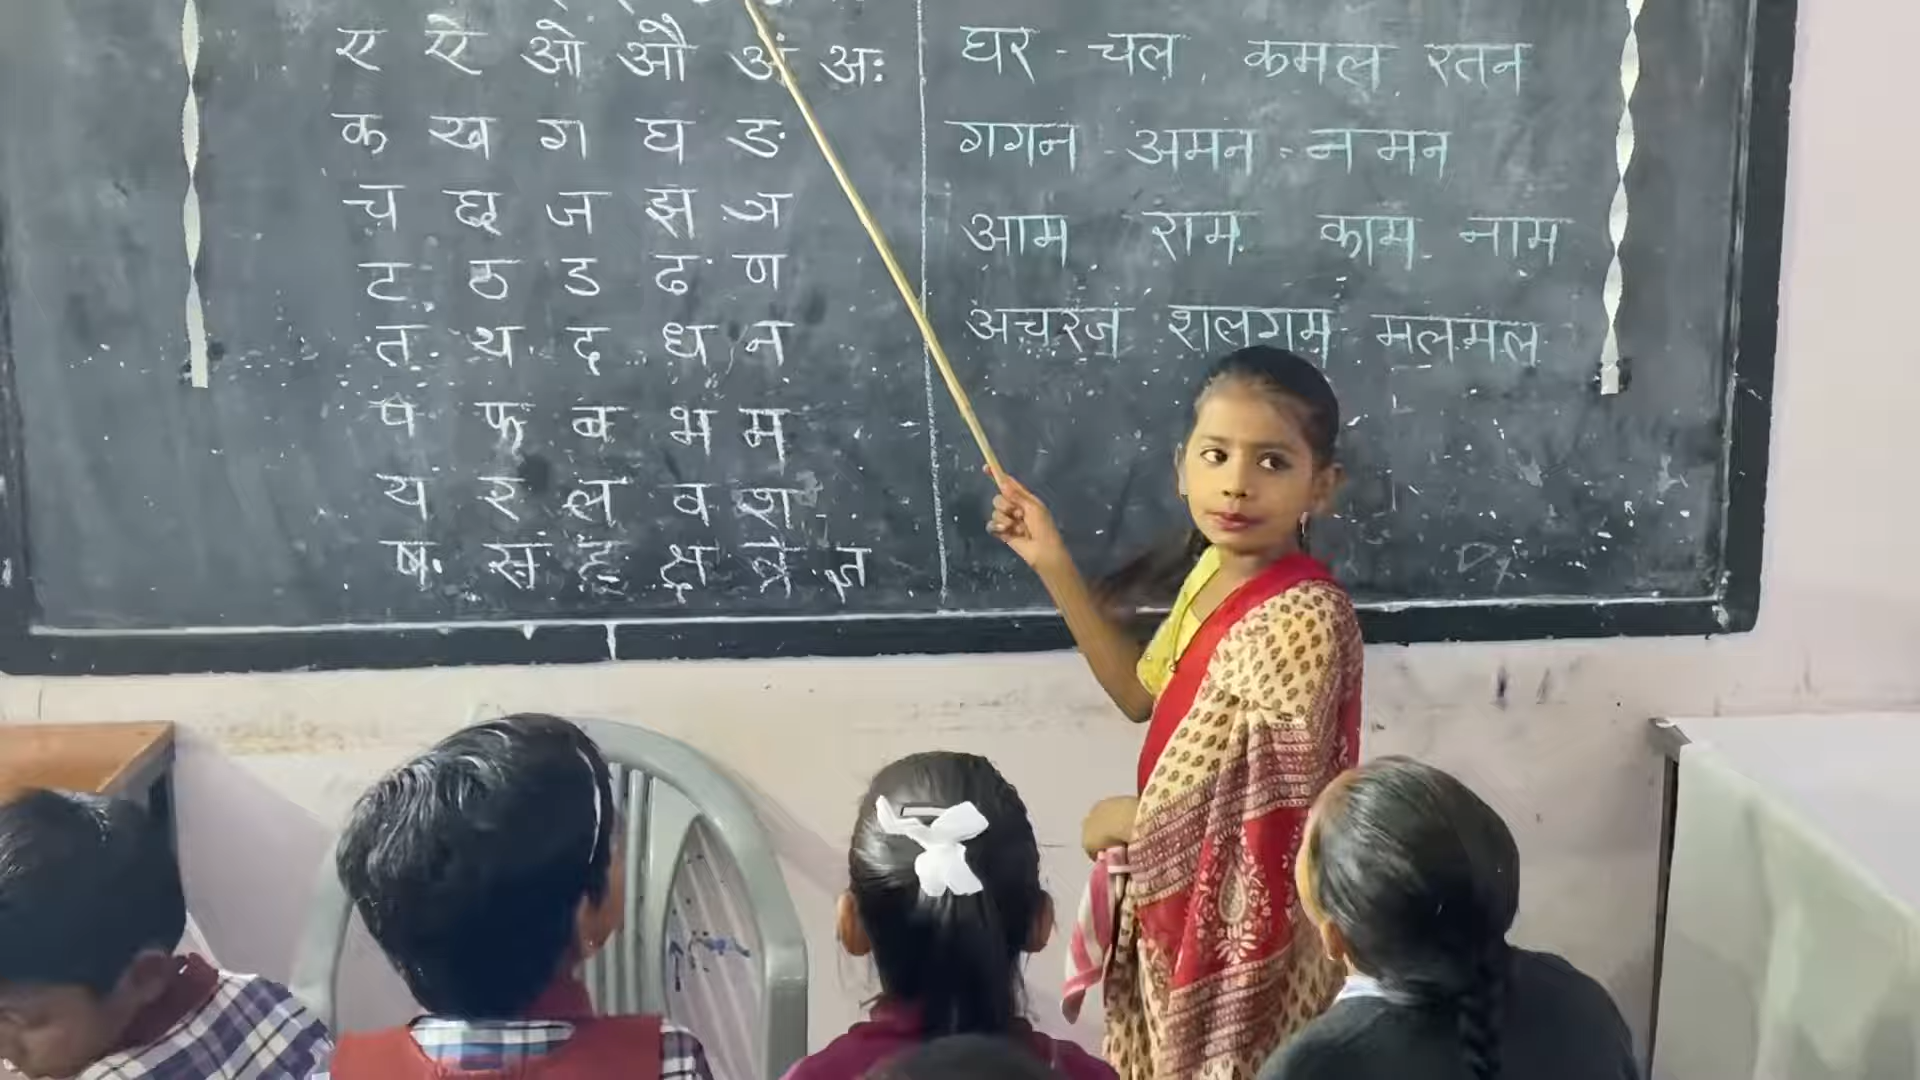 ए ऐ ओ औ अं अः
क ख ग घ ङ
च छ ज झ ञ
ट ठ ड ढ ण
त थ द ध न
प फ ब भ म
य र ल व श
ष स ह क्ष त्र ज्ञ
घर - चल कमल रतन
गगन अमन नमन
आम राम काम नाम
अचरज शलगम मलमल